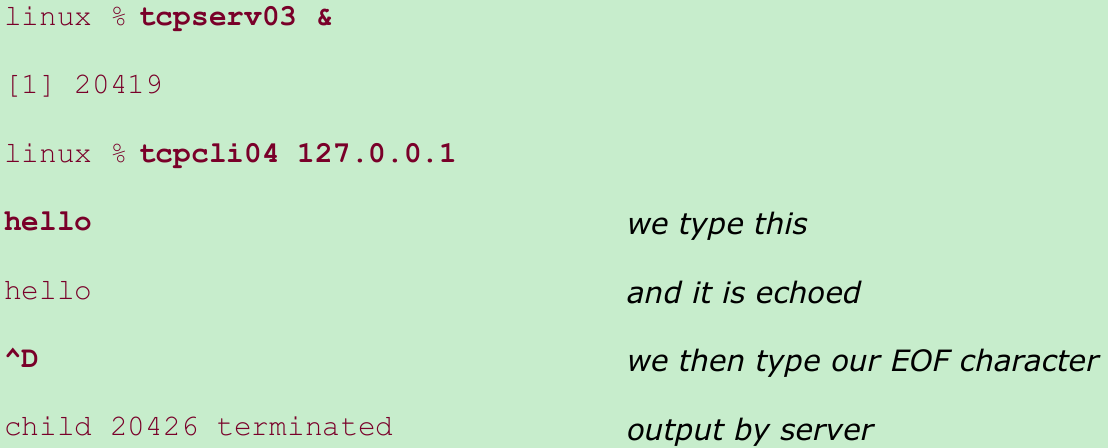 linux % tcpserv03 &
[1] 20419
linux % tcpcli04 127.0.0.1
hello we type this
hello and it is echoed
^D we then type our EOF character
child 20426 terminated output by server